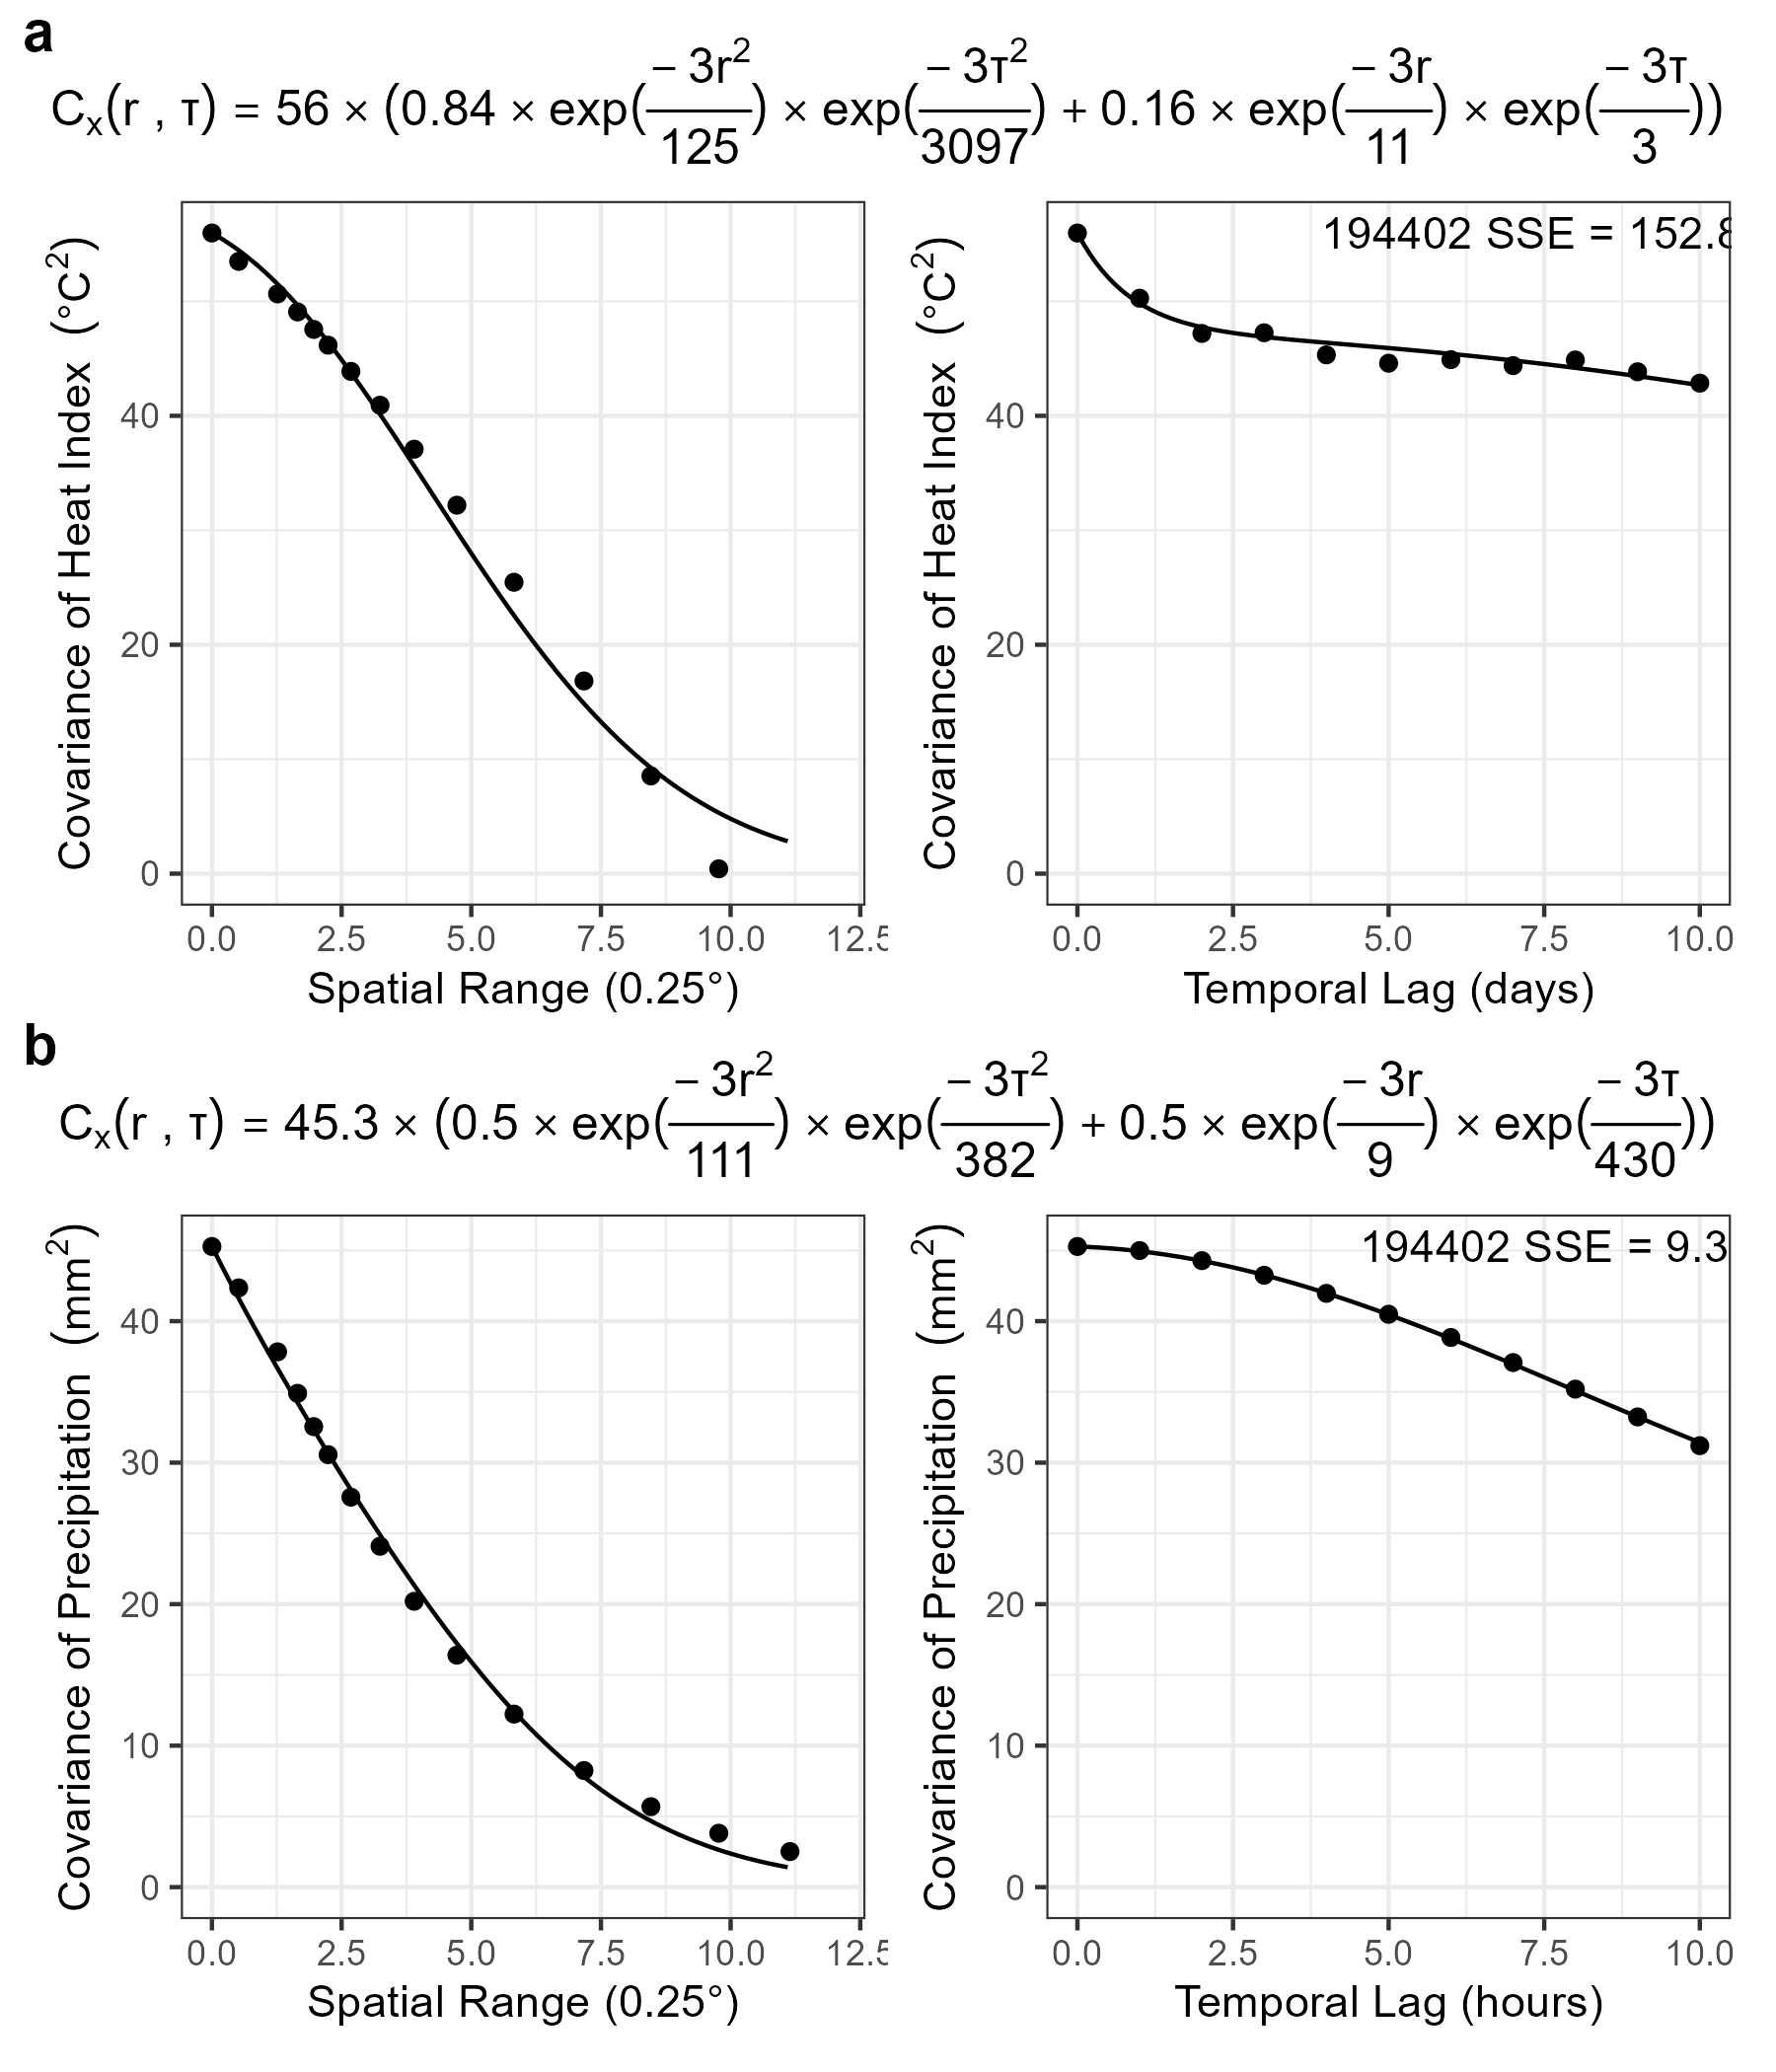 a
Cx(r , τ) = 56 × (0.84 × exp(− 3r²/125) × exp(− 3τ²/3097) + 0.16 × exp(− 3r/11) × exp(− 3τ/3))
Covariance of Heat Index (°C²)
40
20
0
0.0 2.5 5.0 7.5 10.0 12.5
Spatial Range (0.25°)
194402 SSE = 152.8
Covariance of Heat Index (°C²)
40
20
0
0.0 2.5 5.0 7.5 10.0
Temporal Lag (days)
b
Cx(r , τ) = 45.3 × (0.5 × exp(− 3r²/111) × exp(− 3τ²/382) + 0.5 × exp(− 3r/9) × exp(− 3τ/430))
Covariance of Precipitation (mm²)
40
30
20
10
0
0.0 2.5 5.0 7.5 10.0 12.5
Spatial Range (0.25°)
194402 SSE = 9.3
Covariance of Precipitation (mm²)
40
30
20
10
0
0.0 2.5 5.0 7.5 10.0
Temporal Lag (hours)